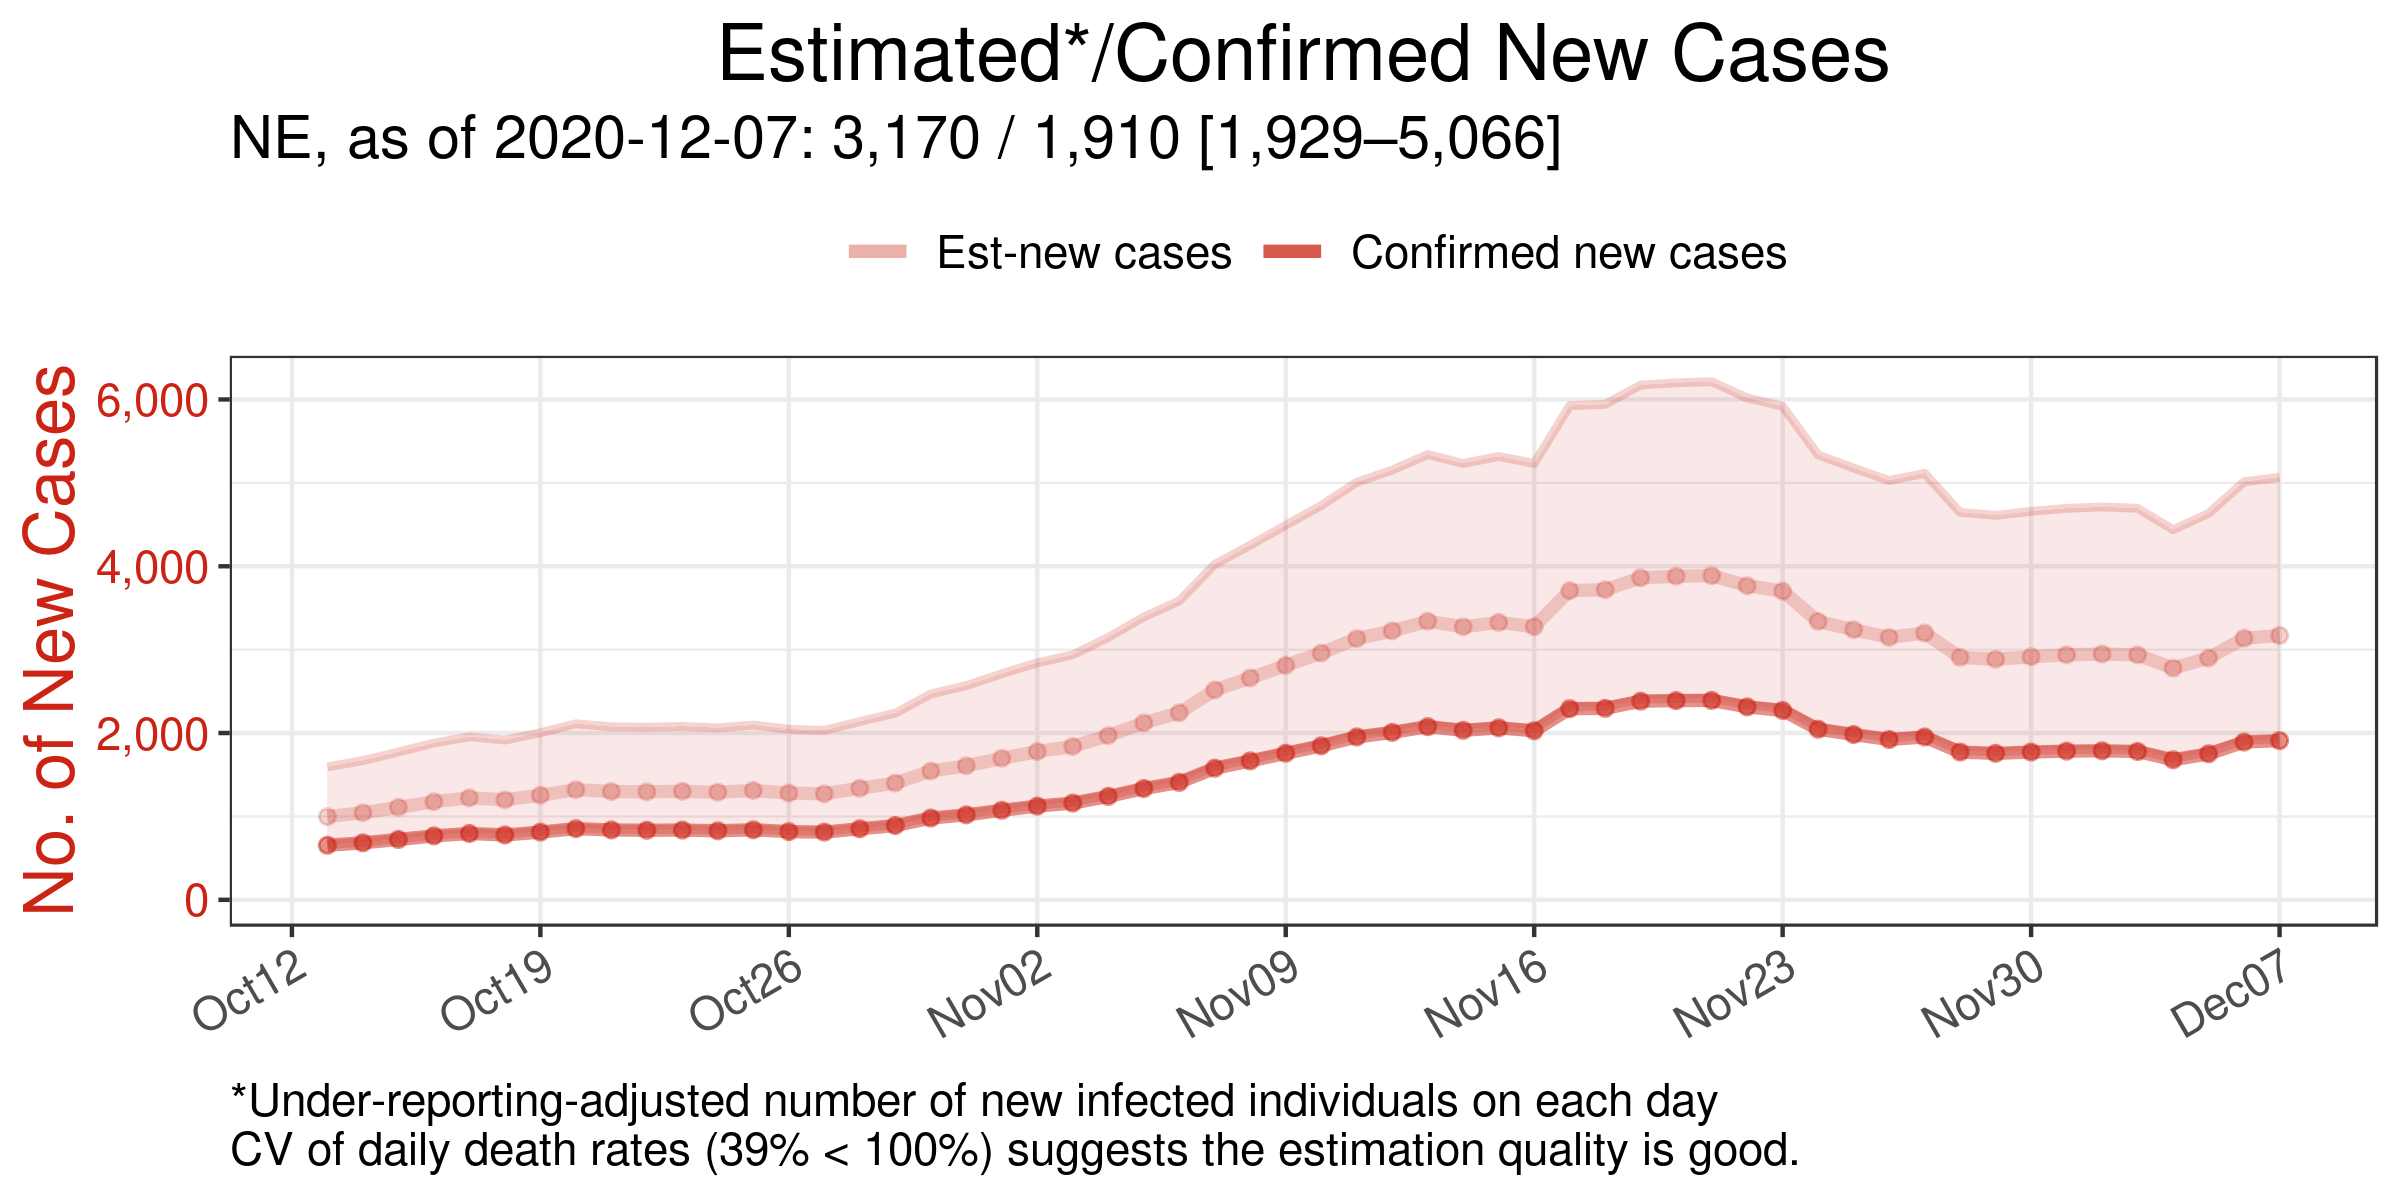 Estimated*/Confirmed New Cases
NE, as of 2020-12-07: 3,170 / 1,910 [1,929–5,066]
Est-new cases
Confirmed new cases
No. of New Cases
6,000
4,000
2,000
0
Oct12
Oct19
Oct26
Nov02
Nov09
Nov16
Nov23
Nov30
Dec07
*Under-reporting-adjusted number of new infected individuals on each day
CV of daily death rates (39% < 100%) suggests the estimation quality is good.